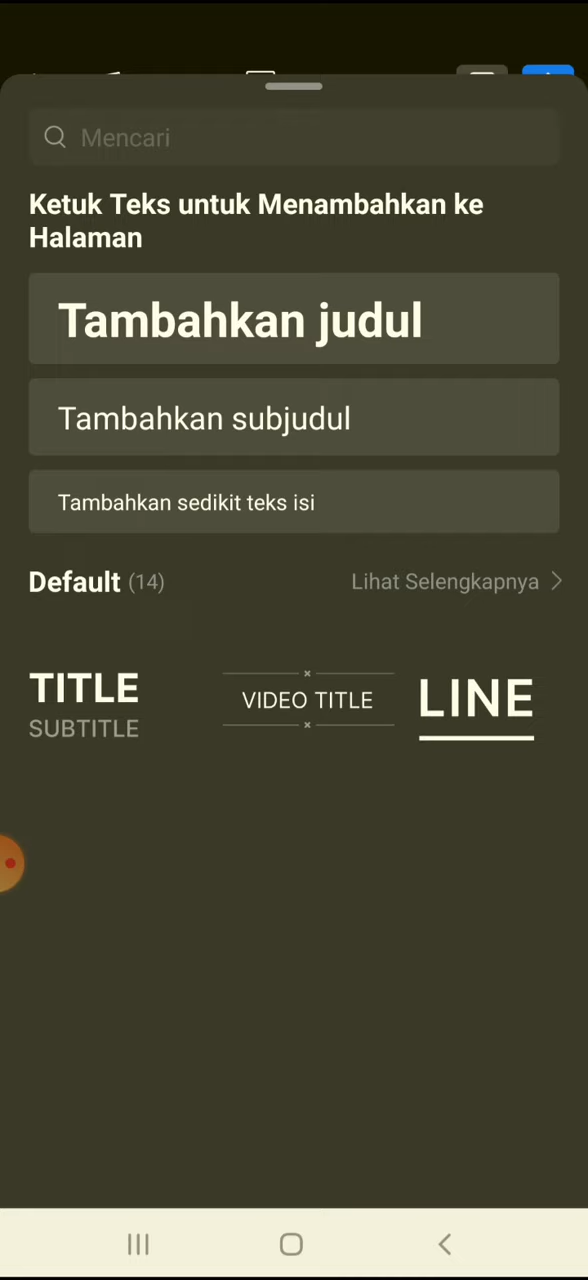 Mencari
Ketuk Teks untuk Menambahkan ke
Halaman
Tambahkan judul
Tambahkan subjudul
Tambahkan sedikit teks isi
Default (14) Lihat Selengkapnya
TITLE
SUBTITLE
VIDEO TITLE
LINE